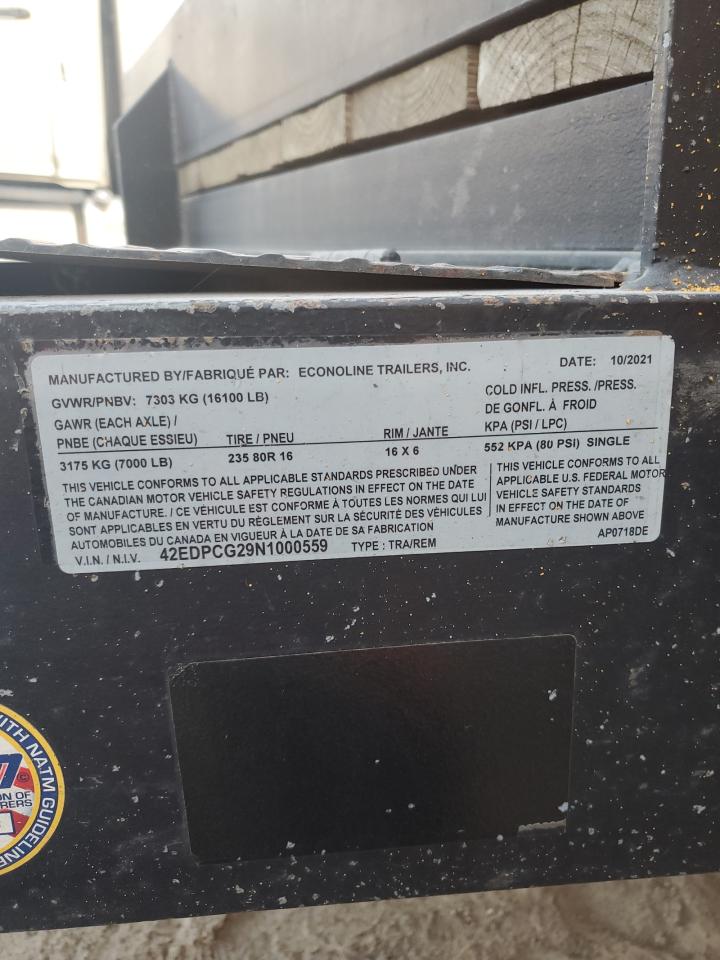 MANUFACTURED BY/FABRIQUÉ PAR: ECONOLINE TRAILERS, INC. DATE: 10/2021
GVWR/PNBV: 7303 KG (16100 LB)
COLD INFL. PRESS. /PRESS.
DE GONFL. À FROID
KPA (PSI / LPC)
GAWR (EACH AXLE) /
PNBE (CHAQUE ESSIEU) TIRE / PNEU RIM / JANTE
3175 KG (7000 LB) 235 80R 16 16 X 6 552 KPA (80 PSI) SINGLE
THIS VEHICLE CONFORMS TO ALL APPLICABLE STANDARDS PRESCRIBED UNDER
THE CANADIAN MOTOR VEHICLE SAFETY REGULATIONS IN EFFECT ON THE DATE
OF MANUFACTURE. / CE VÉHICULE EST CONFORME À TOUTES LES NORMES QUI LUI
SONT APPLICABLES EN VERTU DU RÈGLEMENT SUR LA SÉCURITÉ DES VÉHICULES
AUTOMOBILES DU CANADA EN VIGUEUR À LA DATE DE SA FABRICATION
THIS VEHICLE CONFORMS TO ALL
APPLICABLE U.S. FEDERAL MOTOR
VEHICLE SAFETY STANDARDS
IN EFFECT ON THE DATE OF
MANUFACTURE SHOWN ABOVE
V.I.N. / N.I.V. 42EDPCG29N1000559 TYPE : TRA/REM AP0718DE
WITH NATM GUIDELINE